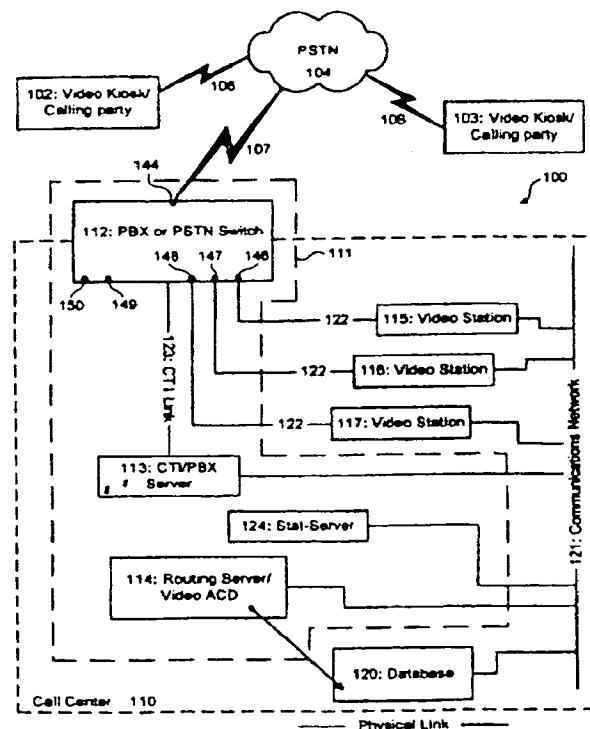 PSTN
104
102: Video Kiosk/
Calling party
106
108
103: Video Kiosk/
Calling party
107
144
100
112: PBX or PSTN Switch
148
147
146
111
150
149
122
115: Video Station
123: CTI Link
122
116: Video Station
122
117: Video Station
121: Communications Network
113: CTI/PBX
Server
124: Stat-Server
114: Routing Server/
Video ACD
120: Database
Call Center 110
Physical Link